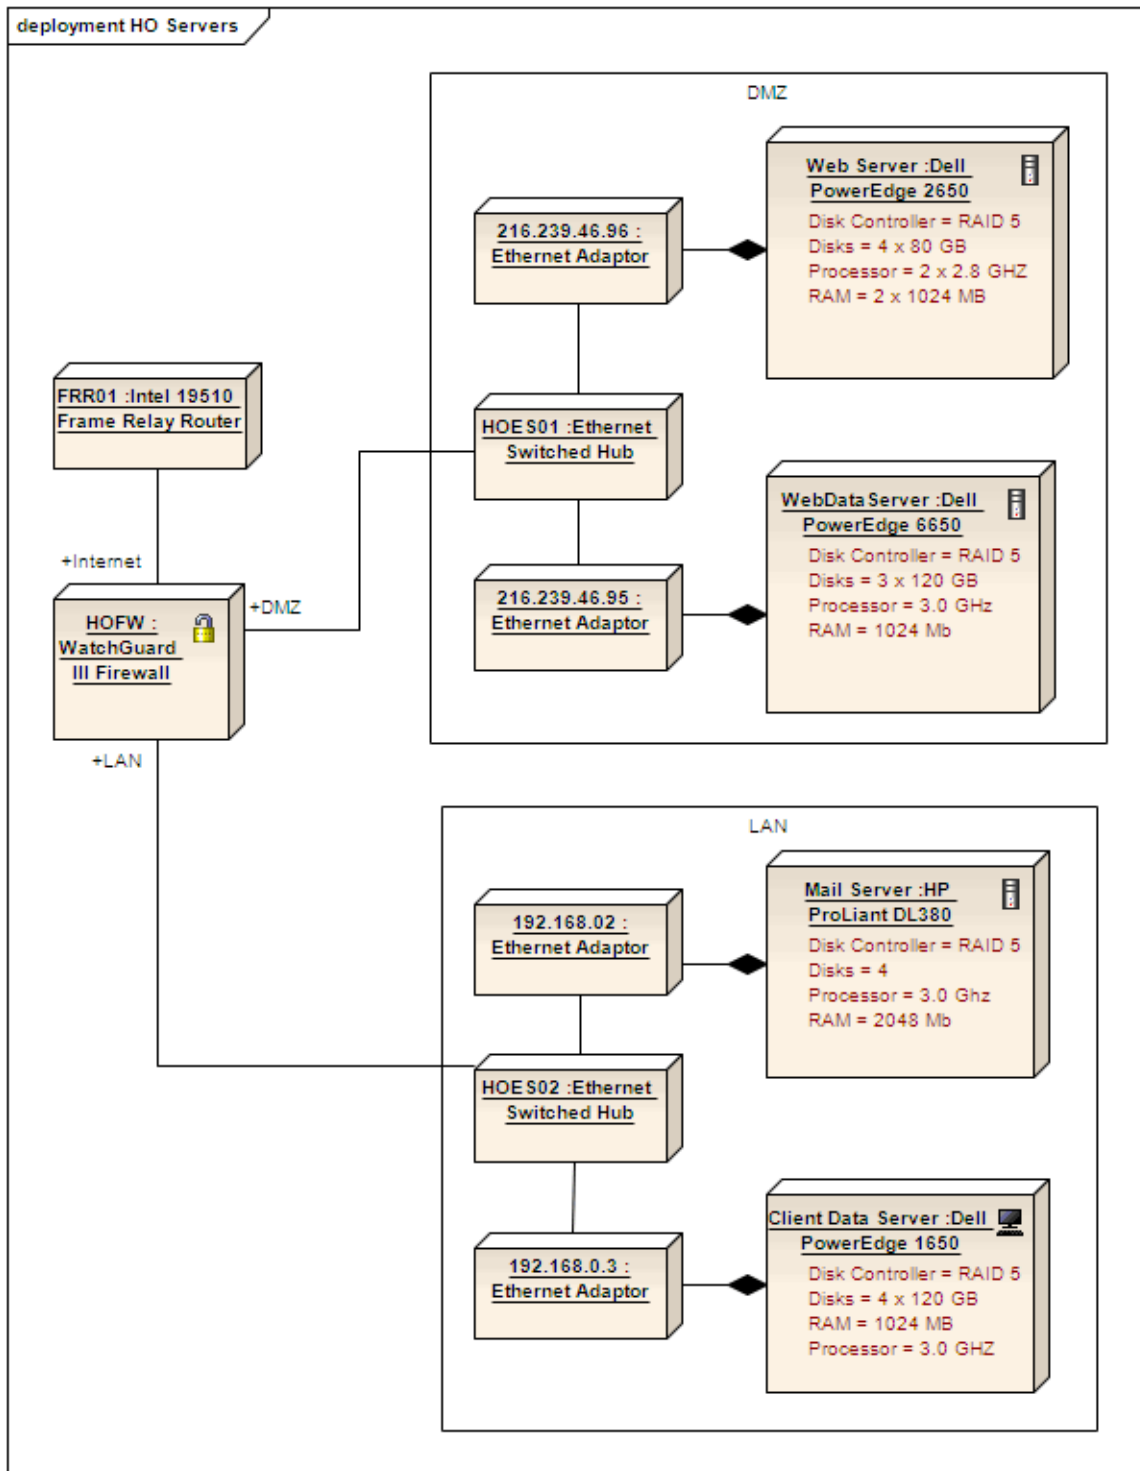 deployment HO Servers
DMZ
Web Server :Dell
PowerEdge 2650
Disk Controller = RAID 5
Disks = 4 x 80 GB
Processor = 2 x 2.8 GHZ
RAM = 2 x 1024 MB
216.239.46.96 :
Ethernet Adaptor
FRR01 :Intel 19510
Frame Relay Router
HOES01 :Ethernet
Switched Hub
WebDataServer :Dell
PowerEdge 6650
Disk Controller = RAID 5
Disks = 3 x 120 GB
Processor = 3.0 GHz
RAM = 1024 Mb
+Internet
216.239.46.95 :
Ethernet Adaptor
+DMZ
HOFW :
WatchGuard
III Firewall
+LAN
LAN
Mail Server :HP
ProLiant DL380
Disk Controller = RAID 5
Disks = 4
Processor = 3.0 Ghz
RAM = 2048 Mb
192.168.02 :
Ethernet Adaptor
HOES02 :Ethernet
Switched Hub
Client Data Server :Dell
PowerEdge 1650
Disk Controller = RAID 5
Disks = 4 x 120 GB
RAM = 1024 MB
Processor = 3.0 GHZ
192.168.0.3 :
Ethernet Adaptor